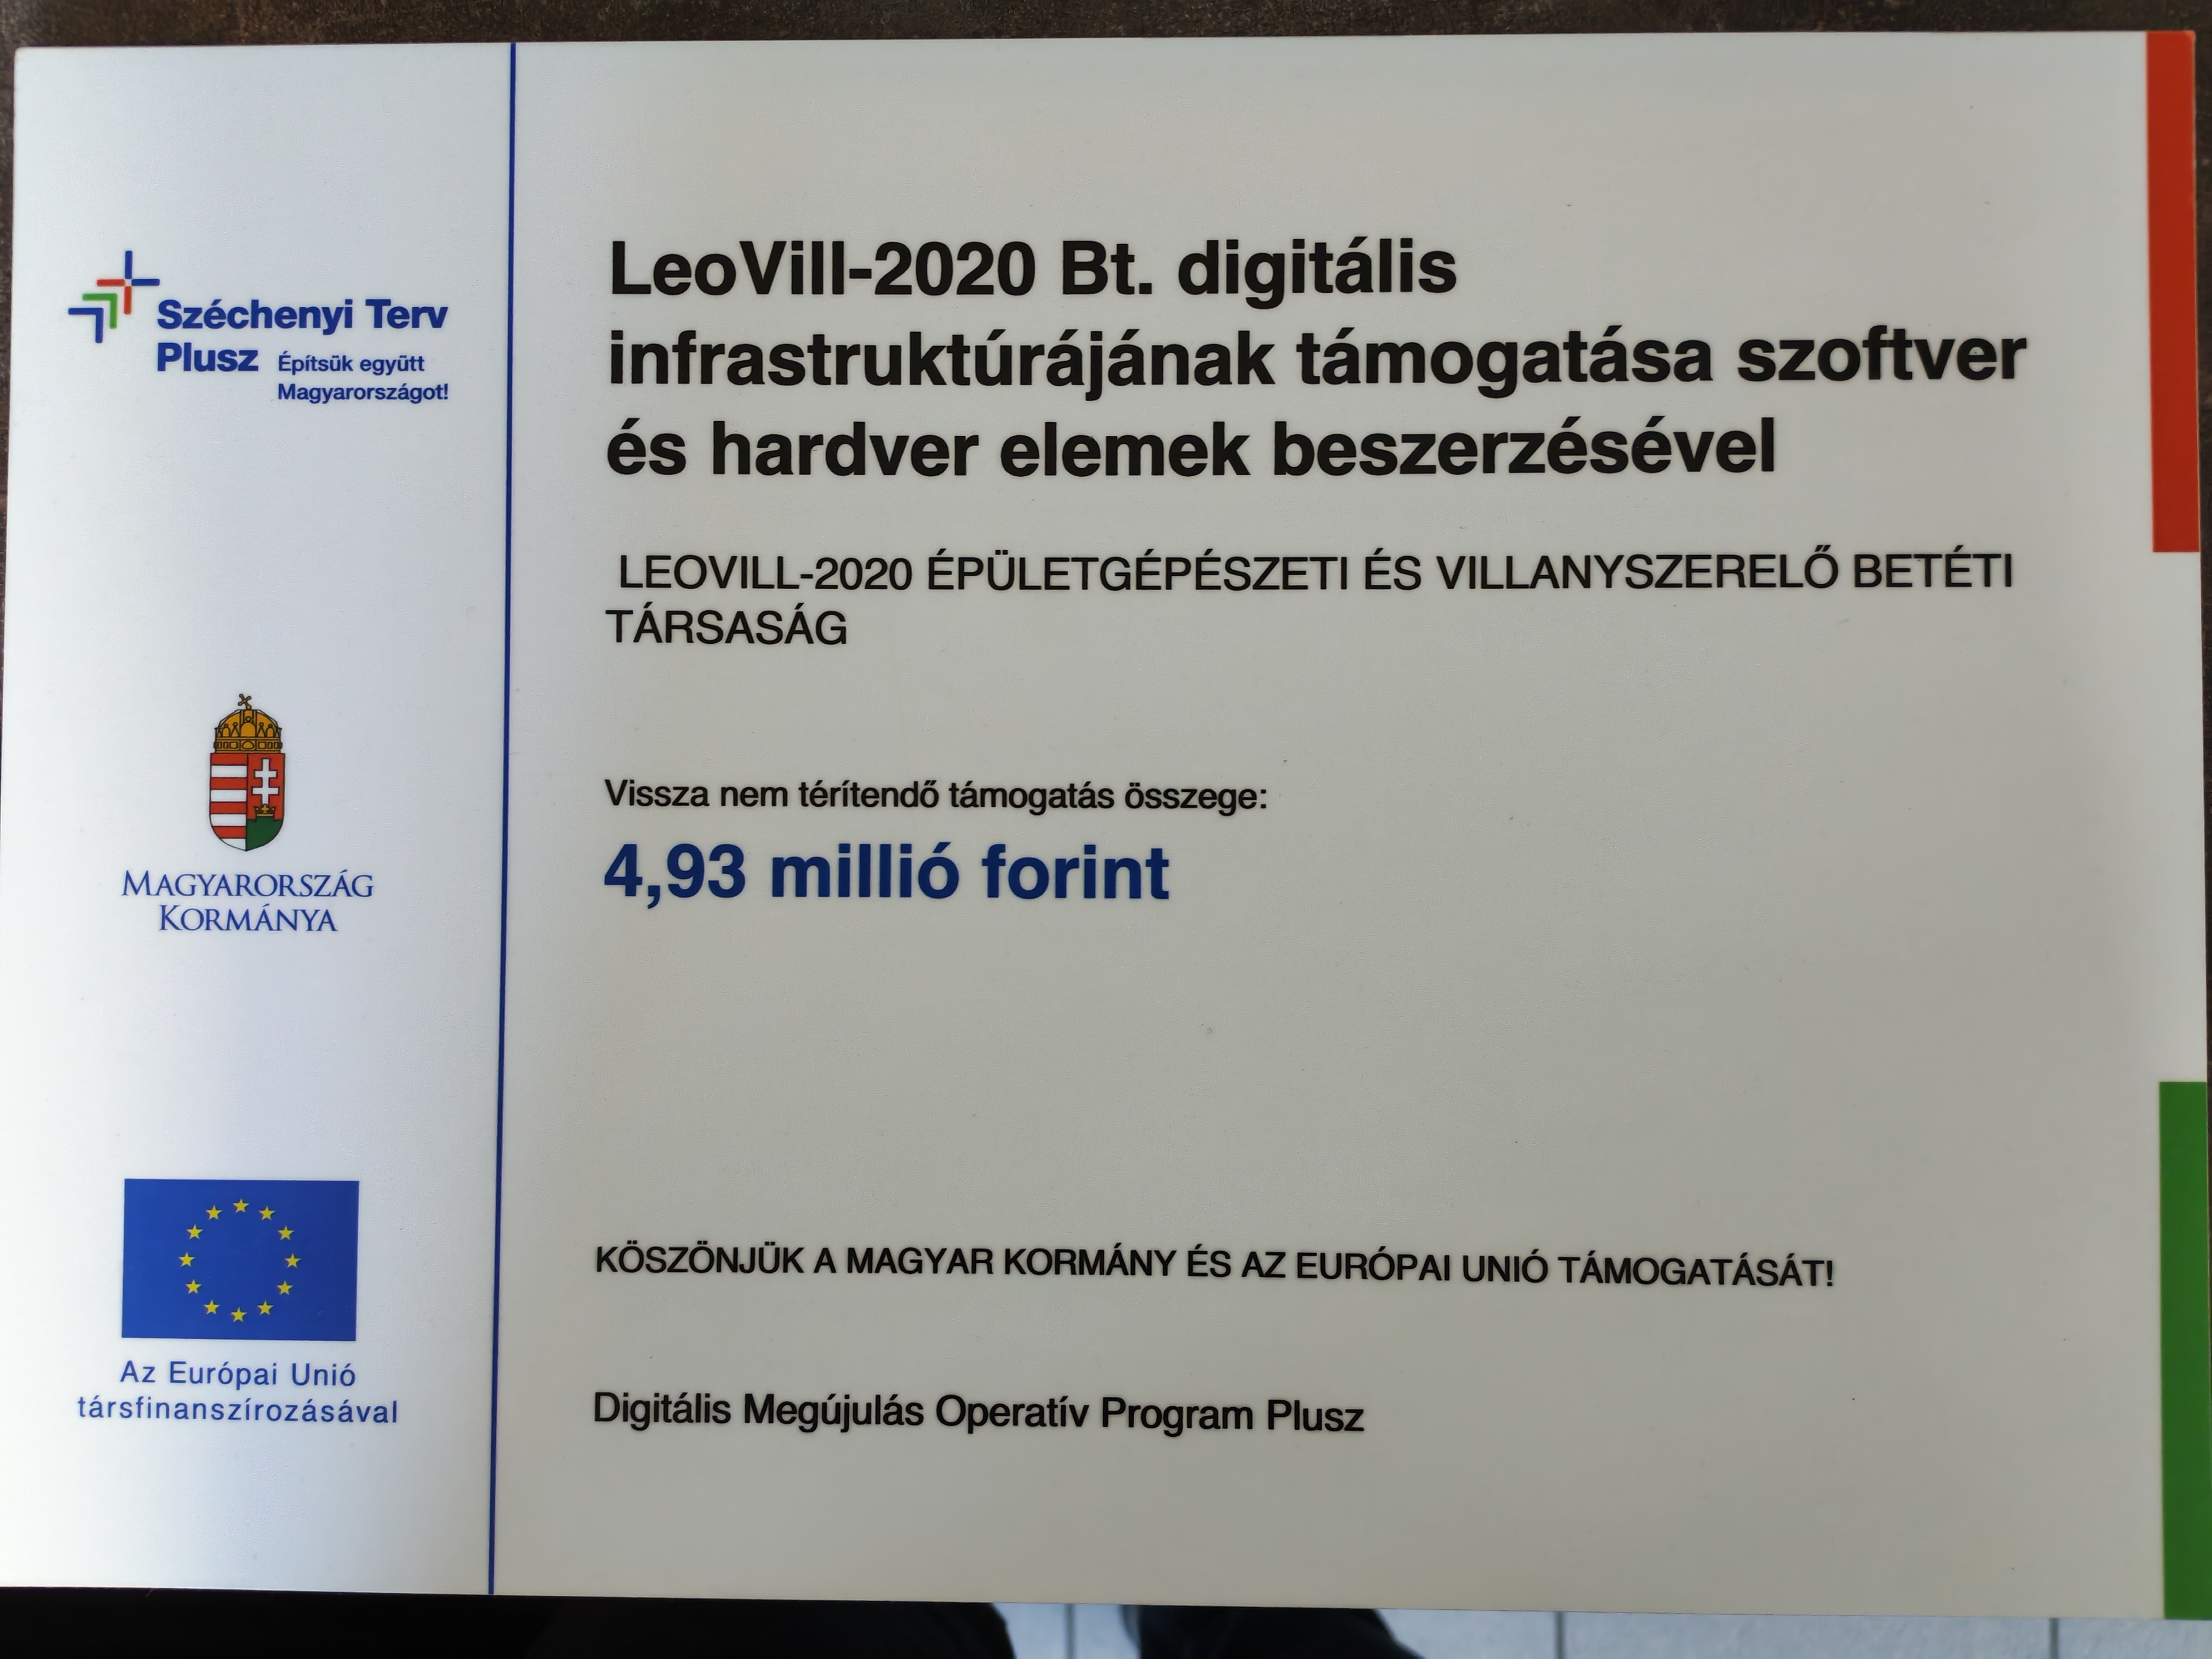 Széchenyi Terv
Plusz Építsük együtt
Magyarországot!
MAGYARORSZÁG
KORMÁNYA
Az Európai Unió
társfinanszírozásával
LeoVill-2020 Bt. digitális
infrastruktúrájának támogatása szoftver
és hardver elemek beszerzésével
LEOVILL-2020 ÉPÜLETGÉPÉSZETI ÉS VILLANYSZERELŐ BETÉTI
TÁRSASÁG
Vissza nem térítendő támogatás összege:
4,93 millió forint
KÖSZÖNJÜK A MAGYAR KORMÁNY ÉS AZ EURÓPAI UNIÓ TÁMOGATÁSÁT!
Digitális Megújulás Operatív Program Plusz